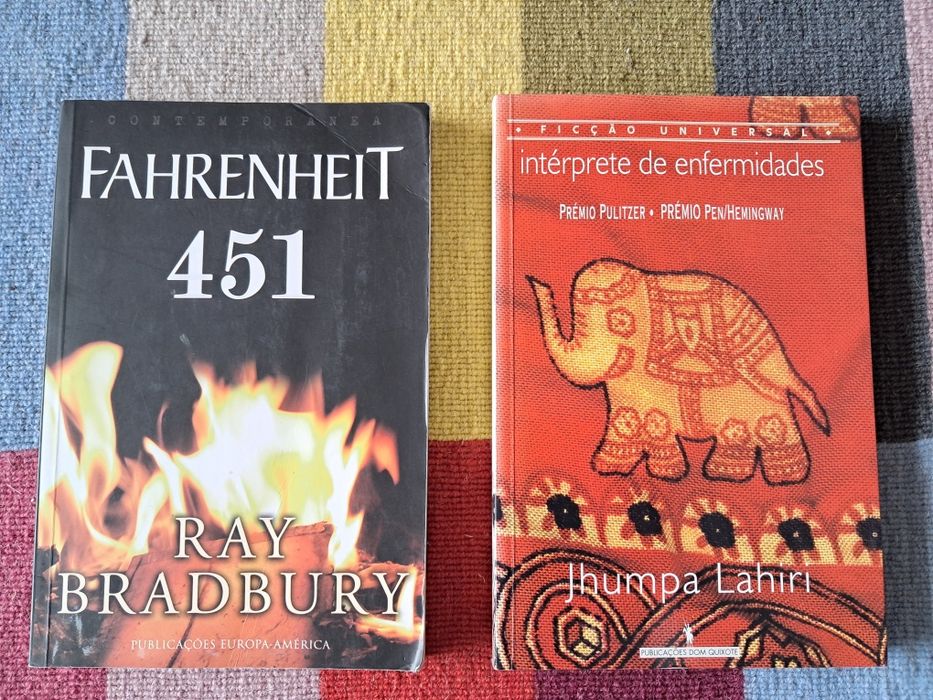 CONTEMPORÂNEA
FAHRENHEIT
451
RAY
BRADBURY
PUBLICAÇÕES EUROPA-AMÉRICA
• FICÇÃO UNIVERSAL •
intérprete de enfermidades
PRÉMIO PULITZER • PRÉMIO PEN/HEMINGWAY
Jhumpa Lahiri
PUBLICAÇÕES DOM QUIXOTE